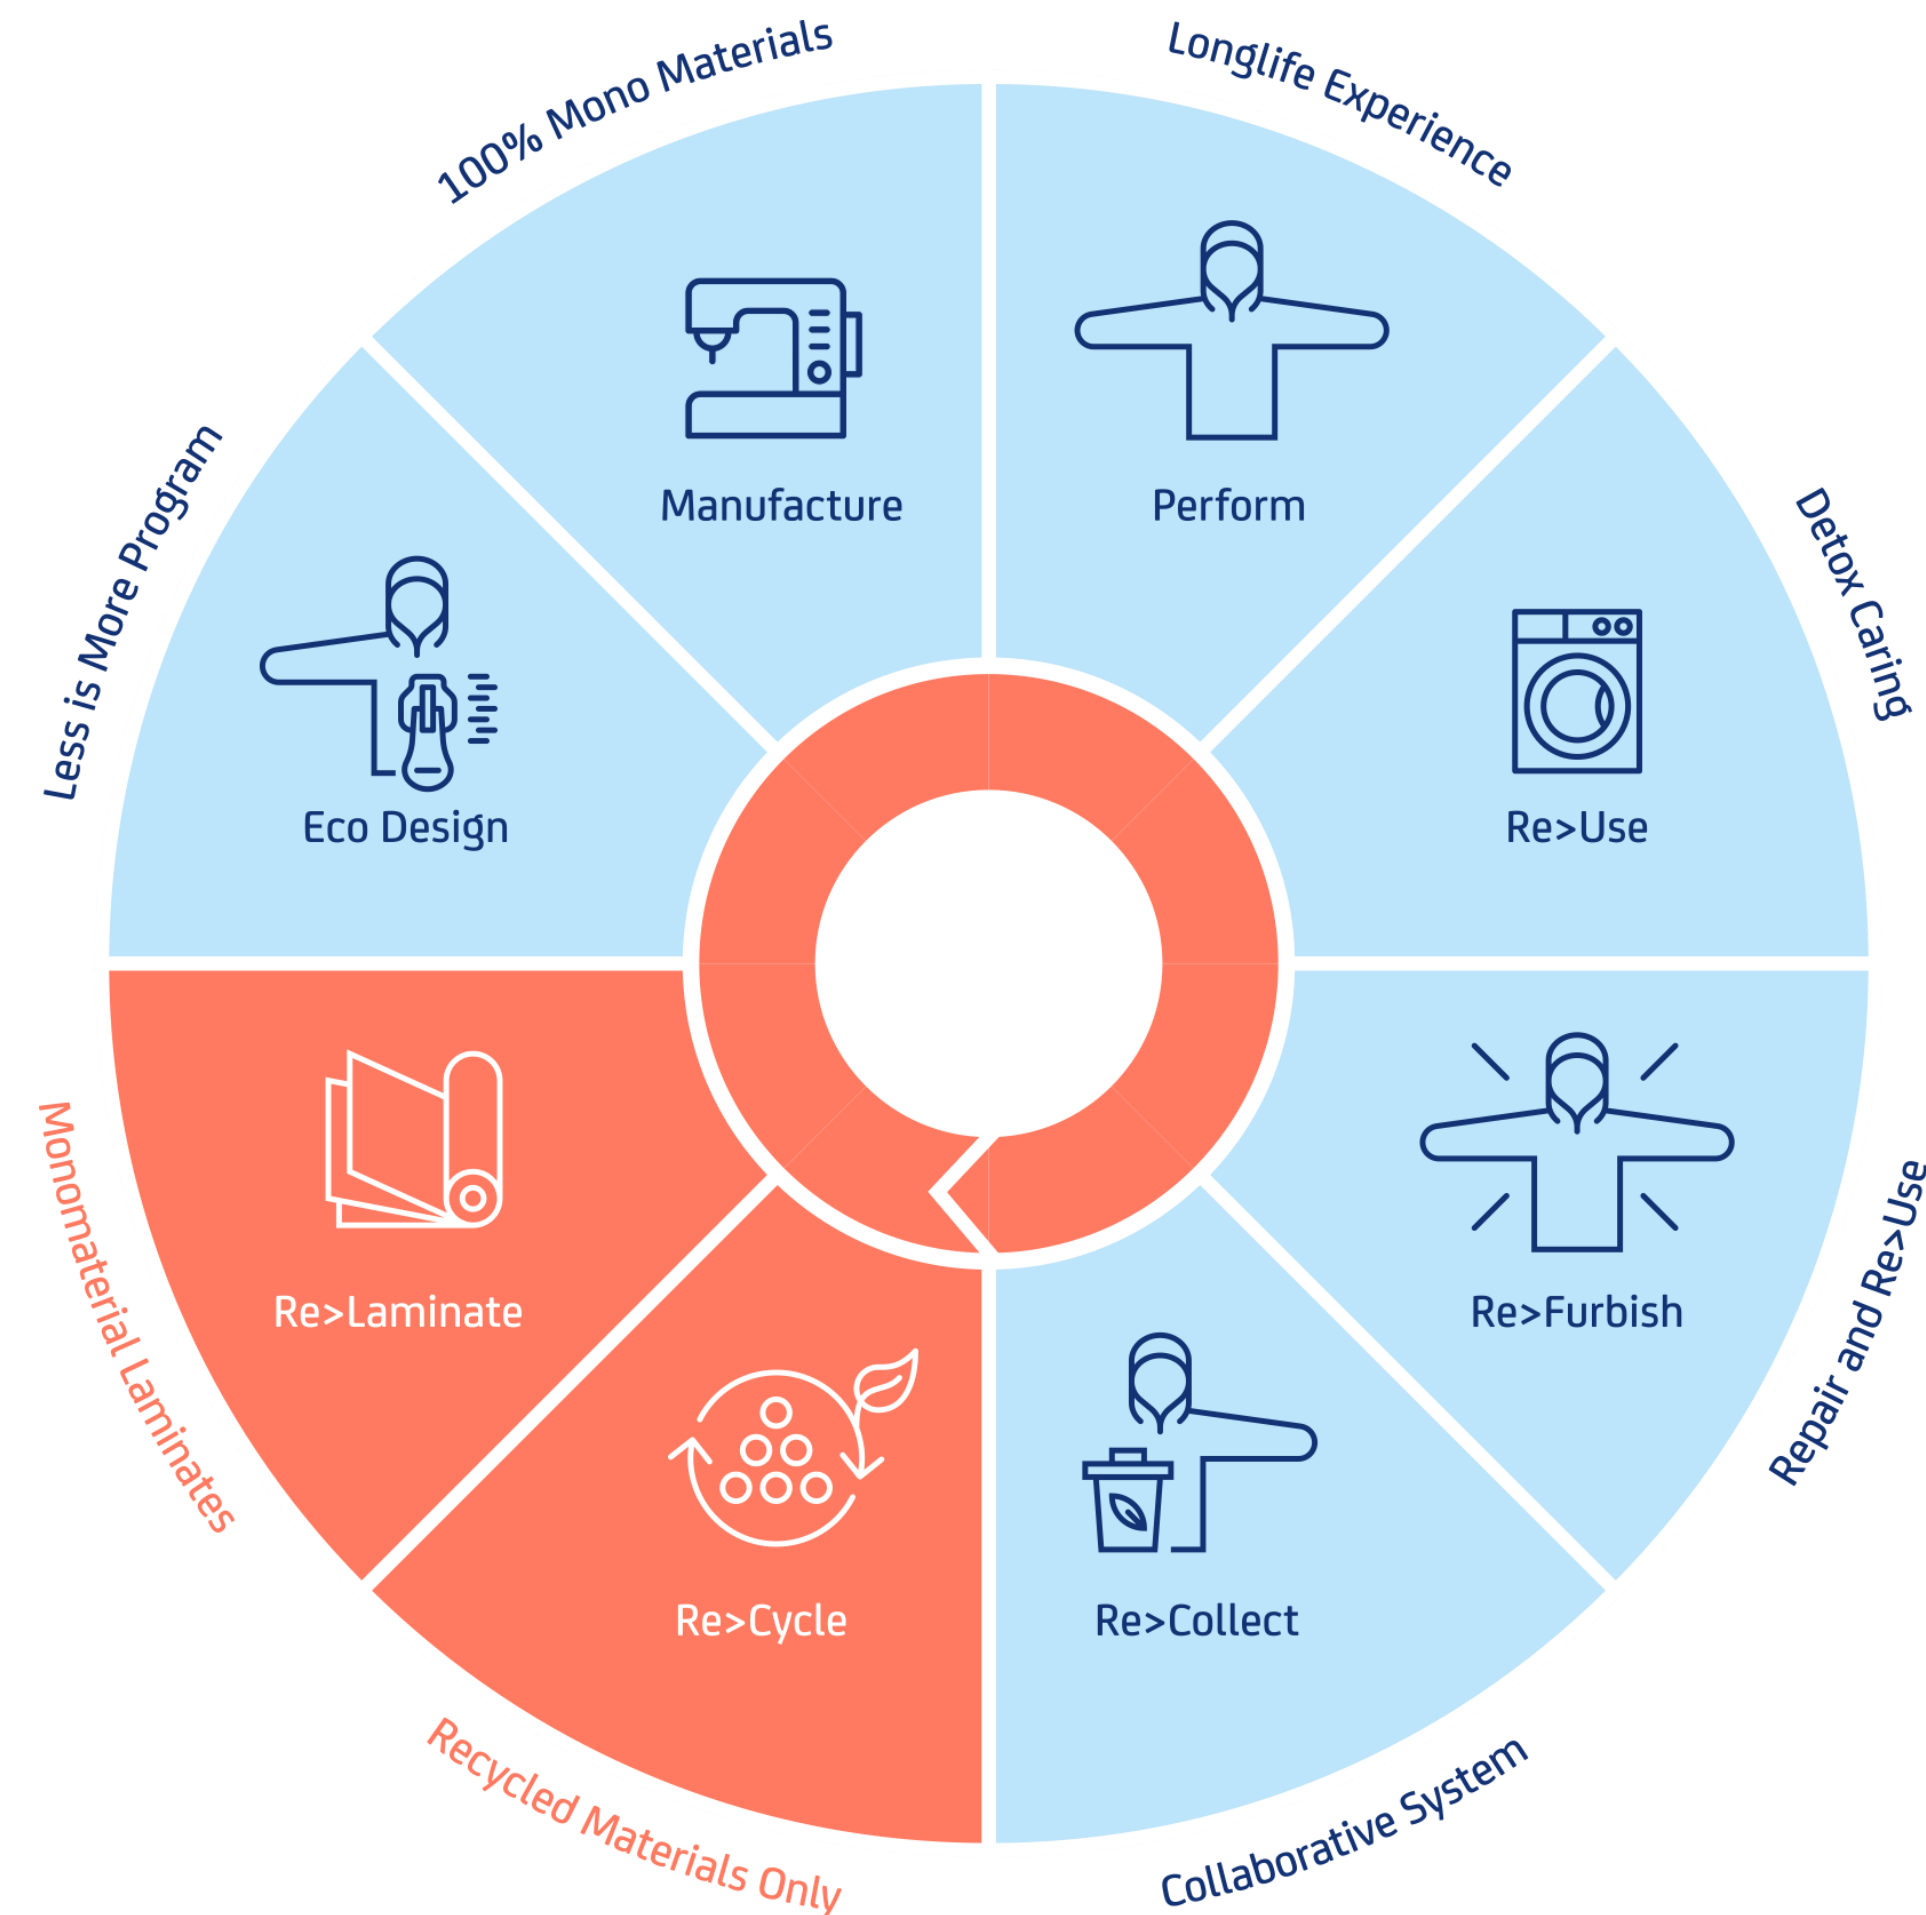 100% Mono Materials
Longlife Experience
Detox Caring
Repair and Re>Use
Collaborative System
Recycled Materials Only
Monomaterial Laminates
Less is More Program
Manufacture
Perform
Re>Use
Re>Furbish
Re>Collect
Re>Cycle
Re>Laminate
Eco Design